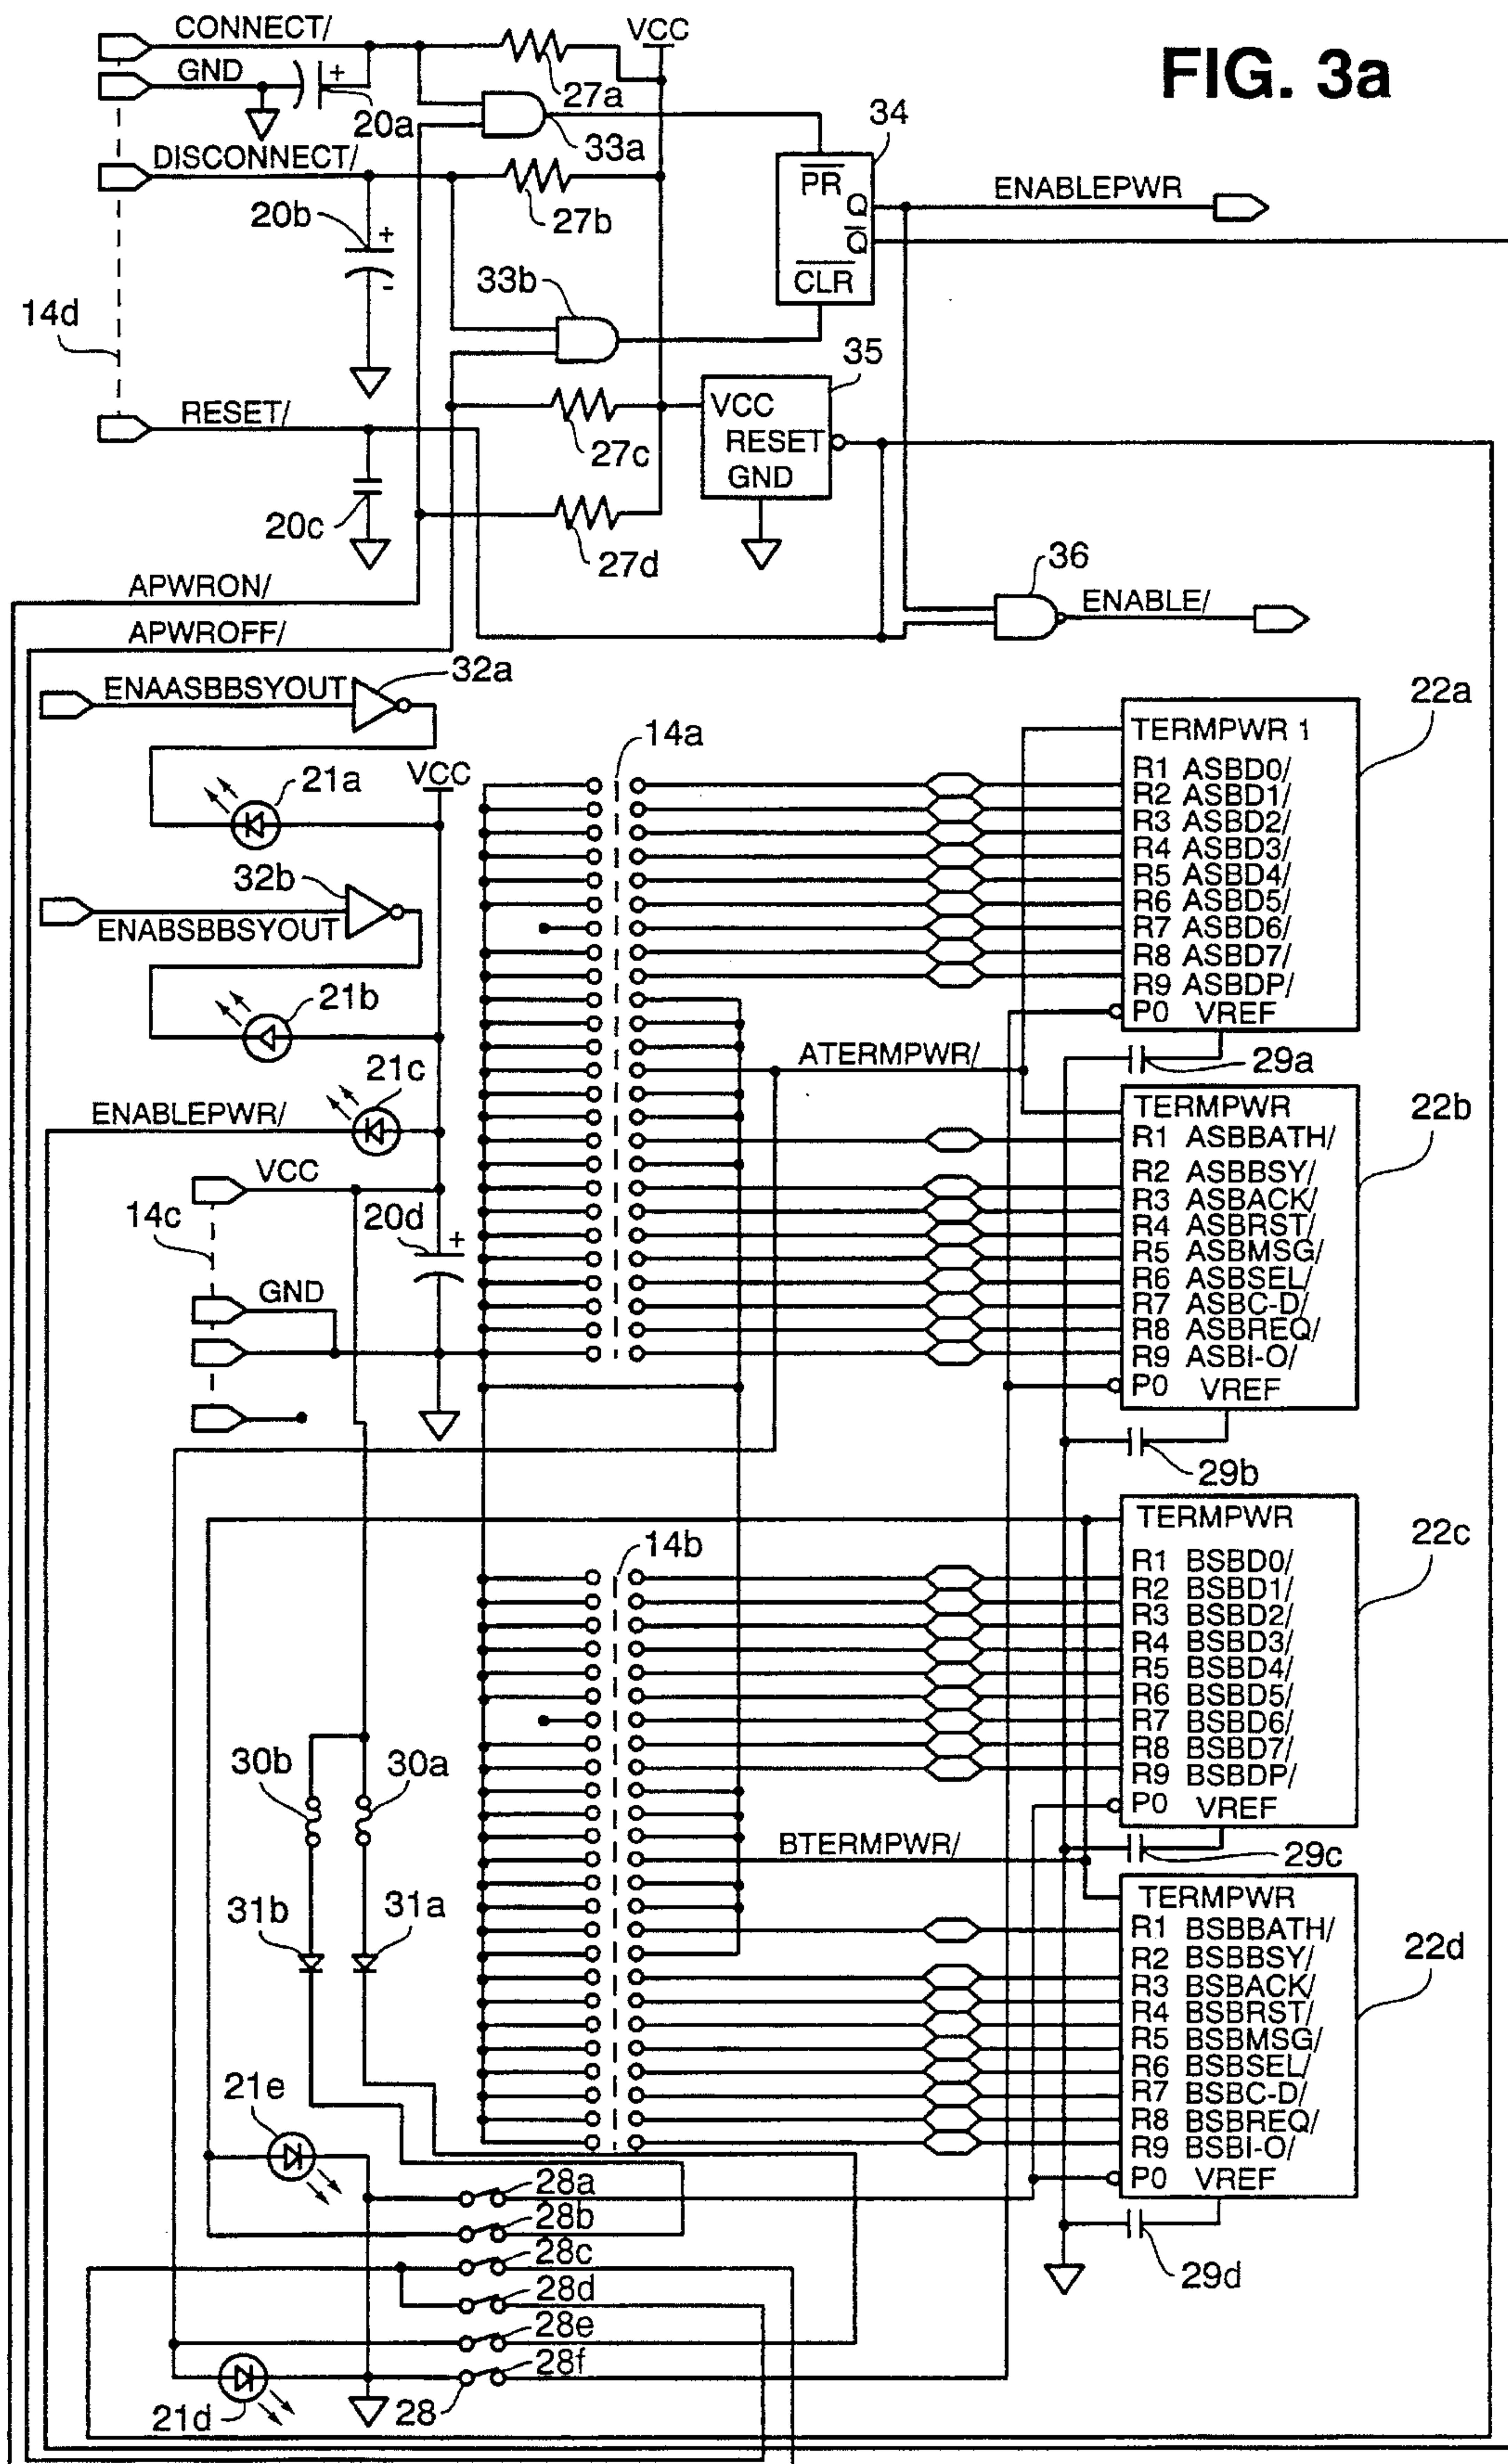 FIG. 3a
CONNECT/
VCC
GND
+
20a
27a
33a
34
DISCONNECT/
PR
Q
Q
CLR
ENABLEPWR
20b
+
-
27b
33b
14d
35
VCC
RESET
GND
RESET/
27c
20c
27d
36
ENABLE/
APWRON/
APWROFF/
ENAASBBSYOUT
32a
14a
22a
TERMPWR 1
R1 ASBD0/
R2 ASBD1/
R3 ASBD2/
R4 ASBD3/
R5 ASBD4/
R6 ASBD5/
R7 ASBD6/
R8 ASBD7/
R9 ASBDP/
P0 VREF
VCC
21a
32b
ENABSBBSYOUT
21b
21c
ENABLEPWR/
ATERMPWR/
29a
22b
TERMPWR
R1 ASBBATH/
R2 ASBBSY/
R3 ASBACK/
R4 ASBRST/
R5 ASBMSG/
R6 ASBSEL/
R7 ASBC-D/
R8 ASBREQ/
R9 ASBI-O/
P0 VREF
VCC
14c
20d
+
GND
29b
14b
22c
TERMPWR
R1 BSBD0/
R2 BSBD1/
R3 BSBD2/
R4 BSBD3/
R5 BSBD4/
R6 BSBD5/
R7 BSBD6/
R8 BSBD7/
R9 BSBDP/
P0 VREF
30b
30a
BTERMPWR/
29c
31b
31a
22d
TERMPWR
R1 BSBBATH/
R2 BSBBSY/
R3 BSBACK/
R4 BSBRST/
R5 BSBMSG/
R6 BSBSEL/
R7 BSBC-D/
R8 BSBREQ/
R9 BSBI-O/
P0 VREF
21e
28a
28b
28c
28d
28e
28f
29d
21d
28